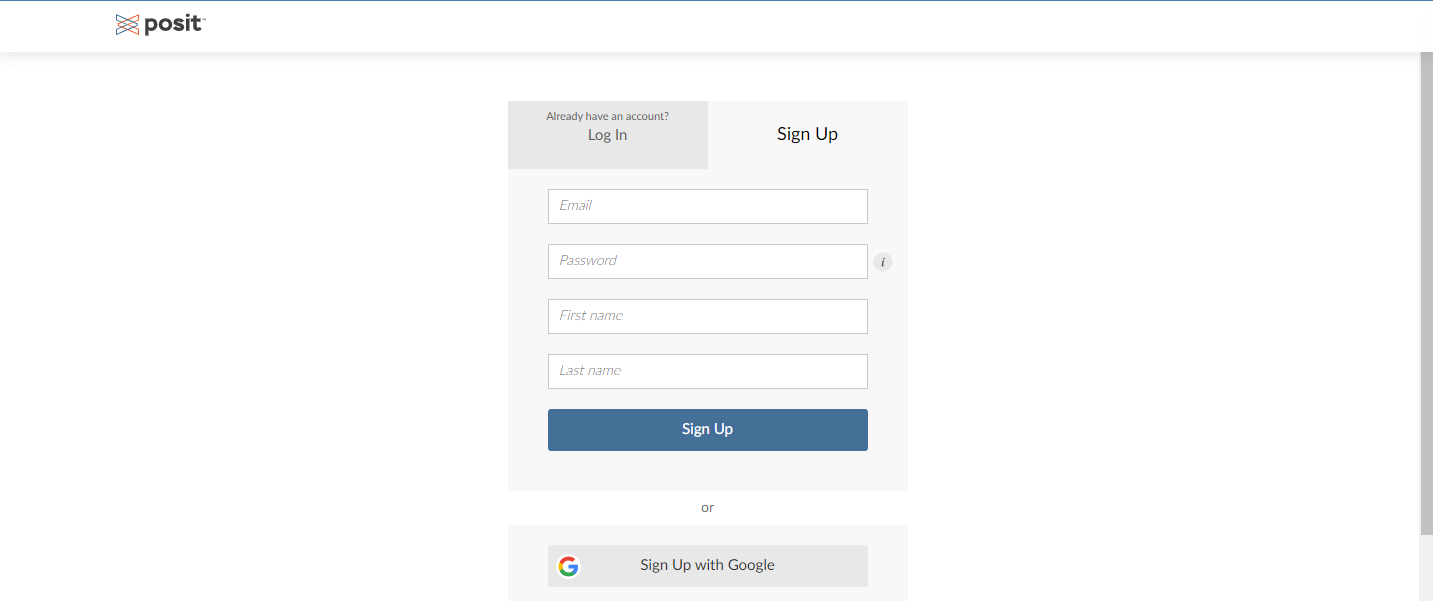 posit™
Already have an account?
Log In
Sign Up
Email
Password
i
First name
Last name
Sign Up
or
G
Sign Up with Google